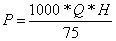 P = 1000 * Q * H / 75